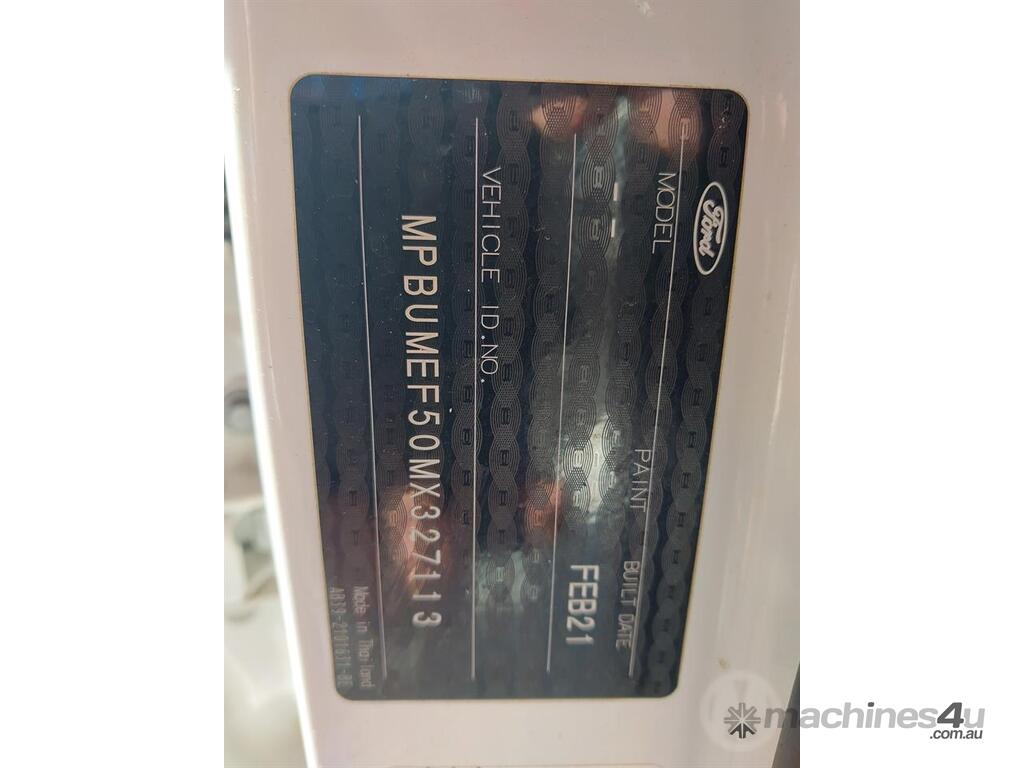 Ford
MODEL PAINT BUILT DATE
FEB21
VEHICLE ID.NO.
MPBUMEF50MX327113
Made in Thailand
machines4u
.com.au